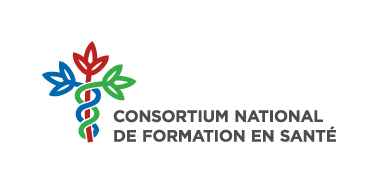 CONSORTIUM NATIONAL
DE FORMATION EN SANTÉ